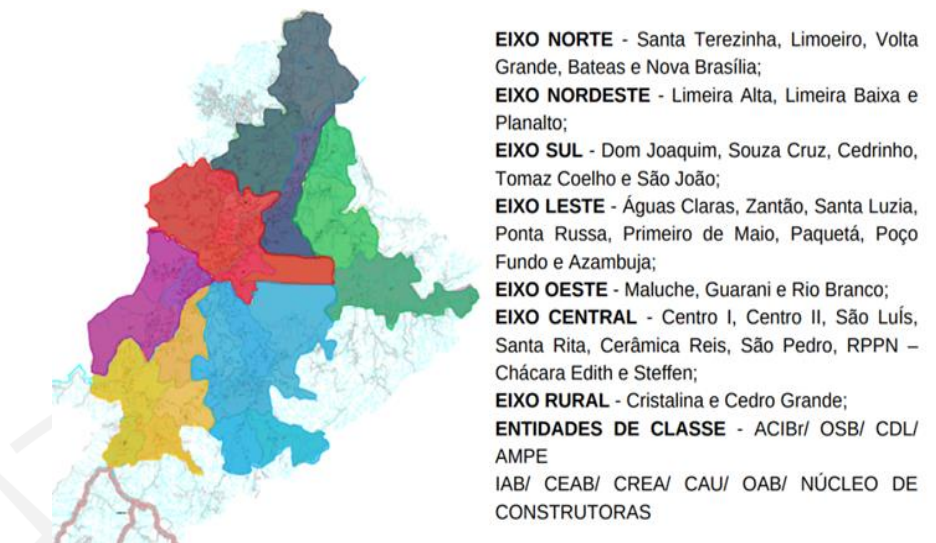 EIXO NORTE - Santa Terezinha, Limoeiro, Volta
Grande, Bateas e Nova Brasília;
EIXO NORDESTE - Limeira Alta, Limeira Baixa e
Planalto;
EIXO SUL - Dom Joaquim, Souza Cruz, Cedrinho,
Tomaz Coelho e São João;
EIXO LESTE - Águas Claras, Zantão, Santa Luzia,
Ponta Russa, Primeiro de Maio, Paquetá, Poço
Fundo e Azambuja;
EIXO OESTE - Maluche, Guarani e Rio Branco;
EIXO CENTRAL - Centro I, Centro II, São Luís,
Santa Rita, Cerâmica Reis, São Pedro, RPPN –
Chácara Edith e Steffen;
EIXO RURAL - Cristalina e Cedro Grande;
ENTIDADES DE CLASSE - ACIBr/ OSB/ CDL/
AMPE
IAB/ CEAB/ CREA/ CAU/ OAB/ NÚCLEO DE
CONSTRUTORAS